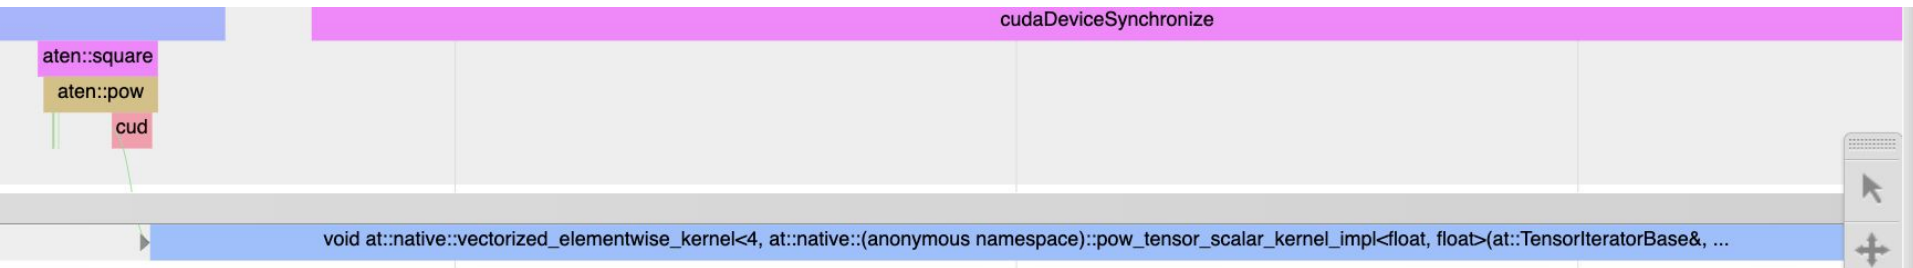 cudaDeviceSynchronize
aten::square
aten::pow
cud
void at::native::vectorized_elementwise_kernel<4, at::native::(anonymous namespace)::pow_tensor_scalar_kernel_impl<float, float>(at::TensorIteratorBase&, ...